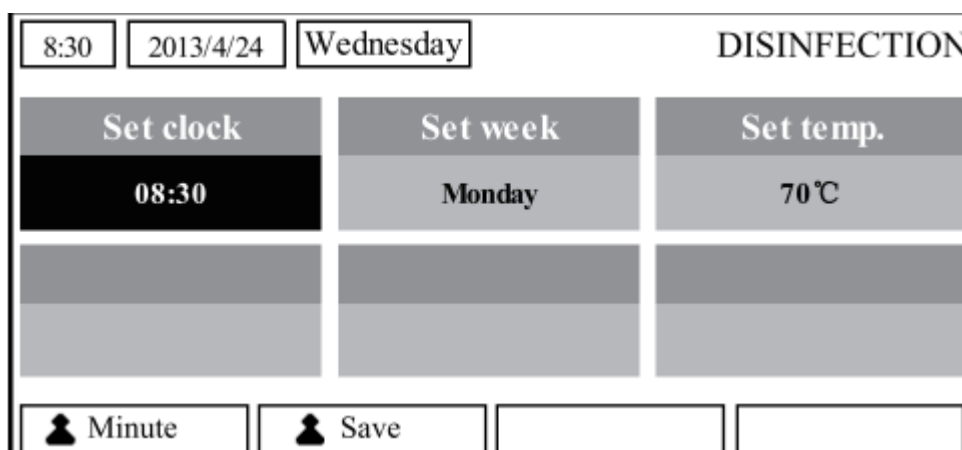 8:30 2013/4/24 Wednesday DISINFECTION
Set clock Set week Set temp.
08:30 Monday 70℃
Minute Save